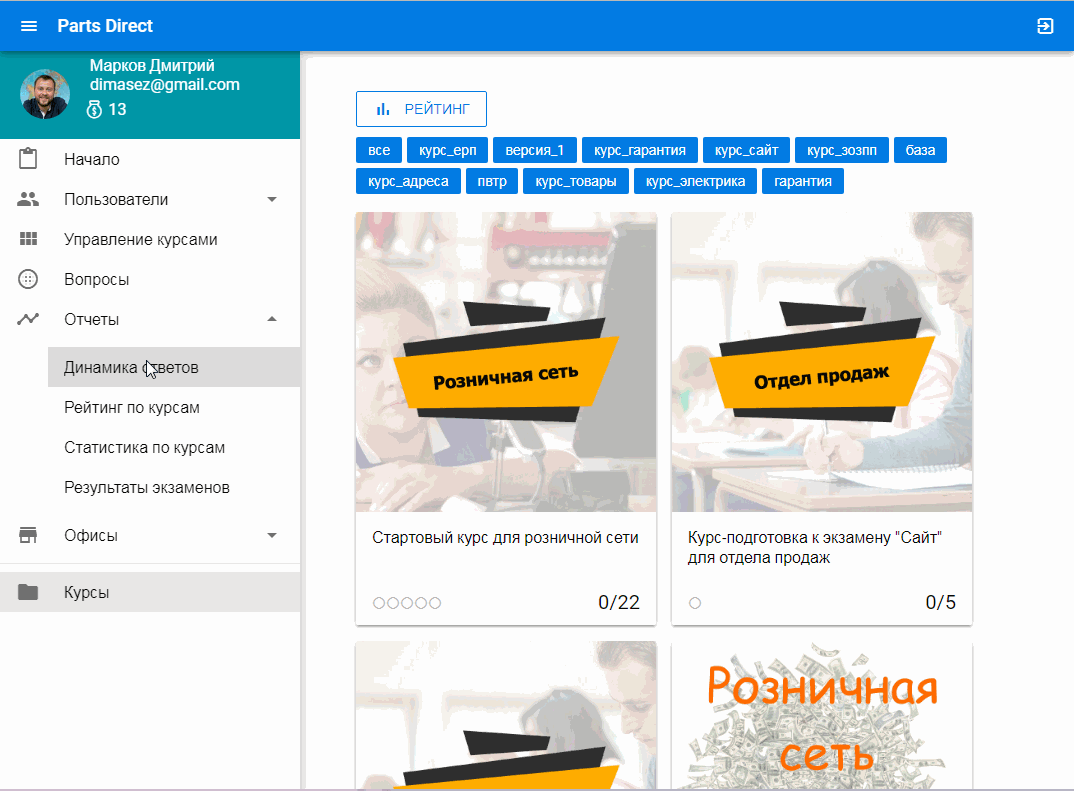 Parts Direct
Марков Дмитрий
dimasez@gmail.com
13
Начало
Пользователи
Управление курсами
Вопросы
Отчеты
Динамика ответов
Рейтинг по курсам
Статистика по курсам
Результаты экзаменов
Офисы
Курсы
РЕЙТИНГ
все курс_ерп версия_1 курс_гарантия курс_сайт курс_зозпп база
курс_адреса пвтр курс_товары курс_электрика гарантия
Розничная сеть
Стартовый курс для розничной сети
0/22
Отдел продаж
Курс-подготовка к экзамену "Сайт"
для отдела продаж
0/5
Розничная
сеть